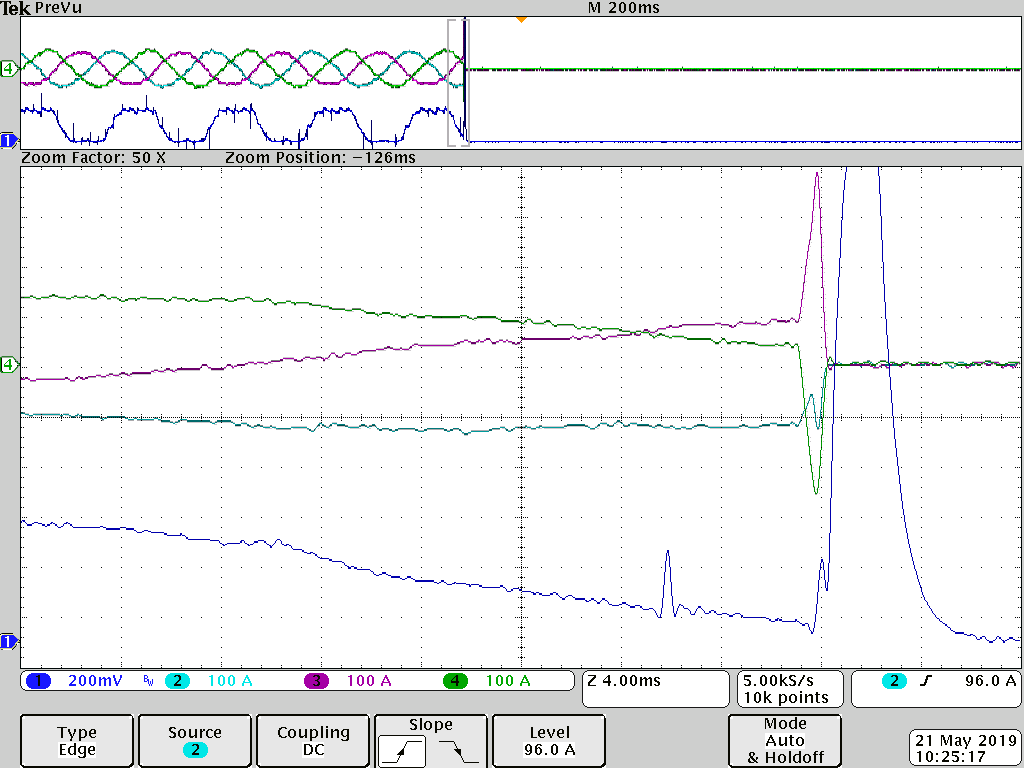 Tek PreVu M 200ms
4
1
Zoom Factor: 50 X Zoom Position: −126ms
4
1
1 200mV BW 2 100 A 3 100 A 4 100 A
Z 4.00ms
5.00kS/s
10k points
2 96.0 A
Type
Edge
Source
2
Coupling
DC
Slope
Level
96.0 A
Mode
Auto
& Holdoff
21 May 2019
10:25:17